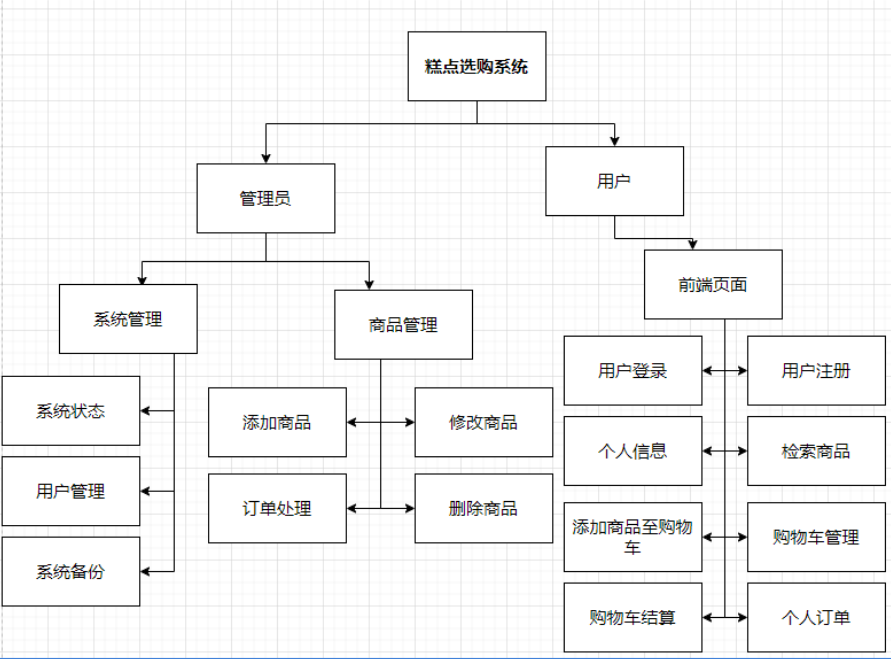 糕点选购系统
管理员
用户
系统管理
商品管理
前端页面
系统状态
用户管理
系统备份
添加商品
修改商品
订单处理
删除商品
用户登录
用户注册
个人信息
检索商品
添加商品至购物
车
购物车管理
购物车结算
个人订单